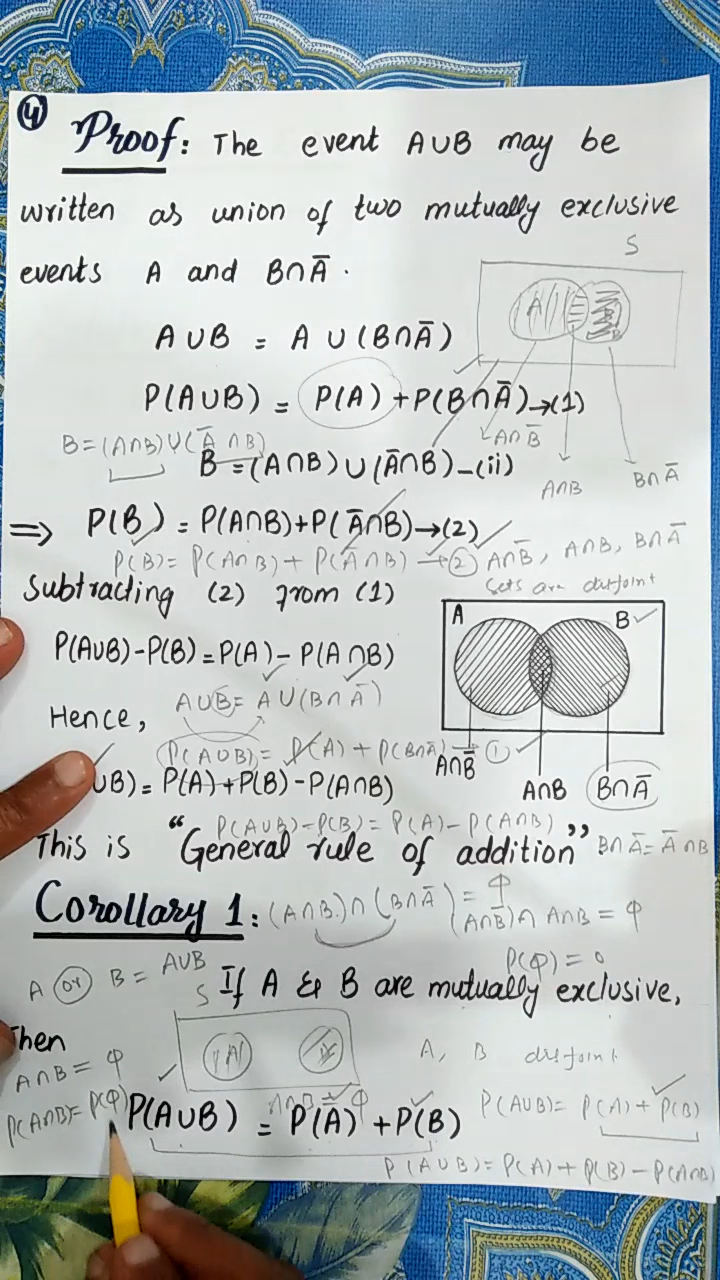 4
Proof: The event A∪B may be
written as union of two mutually exclusive
events A and B∩Ā.
S
A
B
A∪B = A∪(B∩Ā)
P(A∪B) = P(A)+P(B∩Ā)→(1)
B=(A∩B)∪(Ā∩B)
A∩B̄
B=(A∩B)∪(Ā∩B)–(ii)
A∩B
B∩Ā
⇒ P(B)=P(A∩B)+P(Ā∩B)→(2)
P(B)= P(A∩B)+ P(Ā∩B) →② A∩B̄, A∩B, B∩Ā
Subtracting (2) from (1)
sets are disjoint
A
B
P(A∪B)-P(B)=P(A)-P(A∩B)
A∪B= A∪(B∩Ā)
Hence,
P(A∪B)= P(A) + P(B∩Ā) → ①
A∩B̄
∪B)= P(A)+P(B)-P(A∩B)
A∩B
B∩Ā
P(A∪B)-P(B)= P(A)-P(A∩B)
This is "General rule of addition"
B∩Ā=Ā∩B
Corollary 1: (A∩B)∩(B∩Ā)=φ
(A∩B̄)∩ A∩B = φ
P(φ)=0
A or B = A∪B
If A & B are mutually exclusive,
S
Then
A
A, B disjoint
A∩B= φ
A∩B = φ
P(A∩B)= P(φ)
P(A∪B) = P(A) +P(B)
P(A∪B)= P(A)+P(B)
P(A∪B)=P(A)+P(B)-P(A∩B)